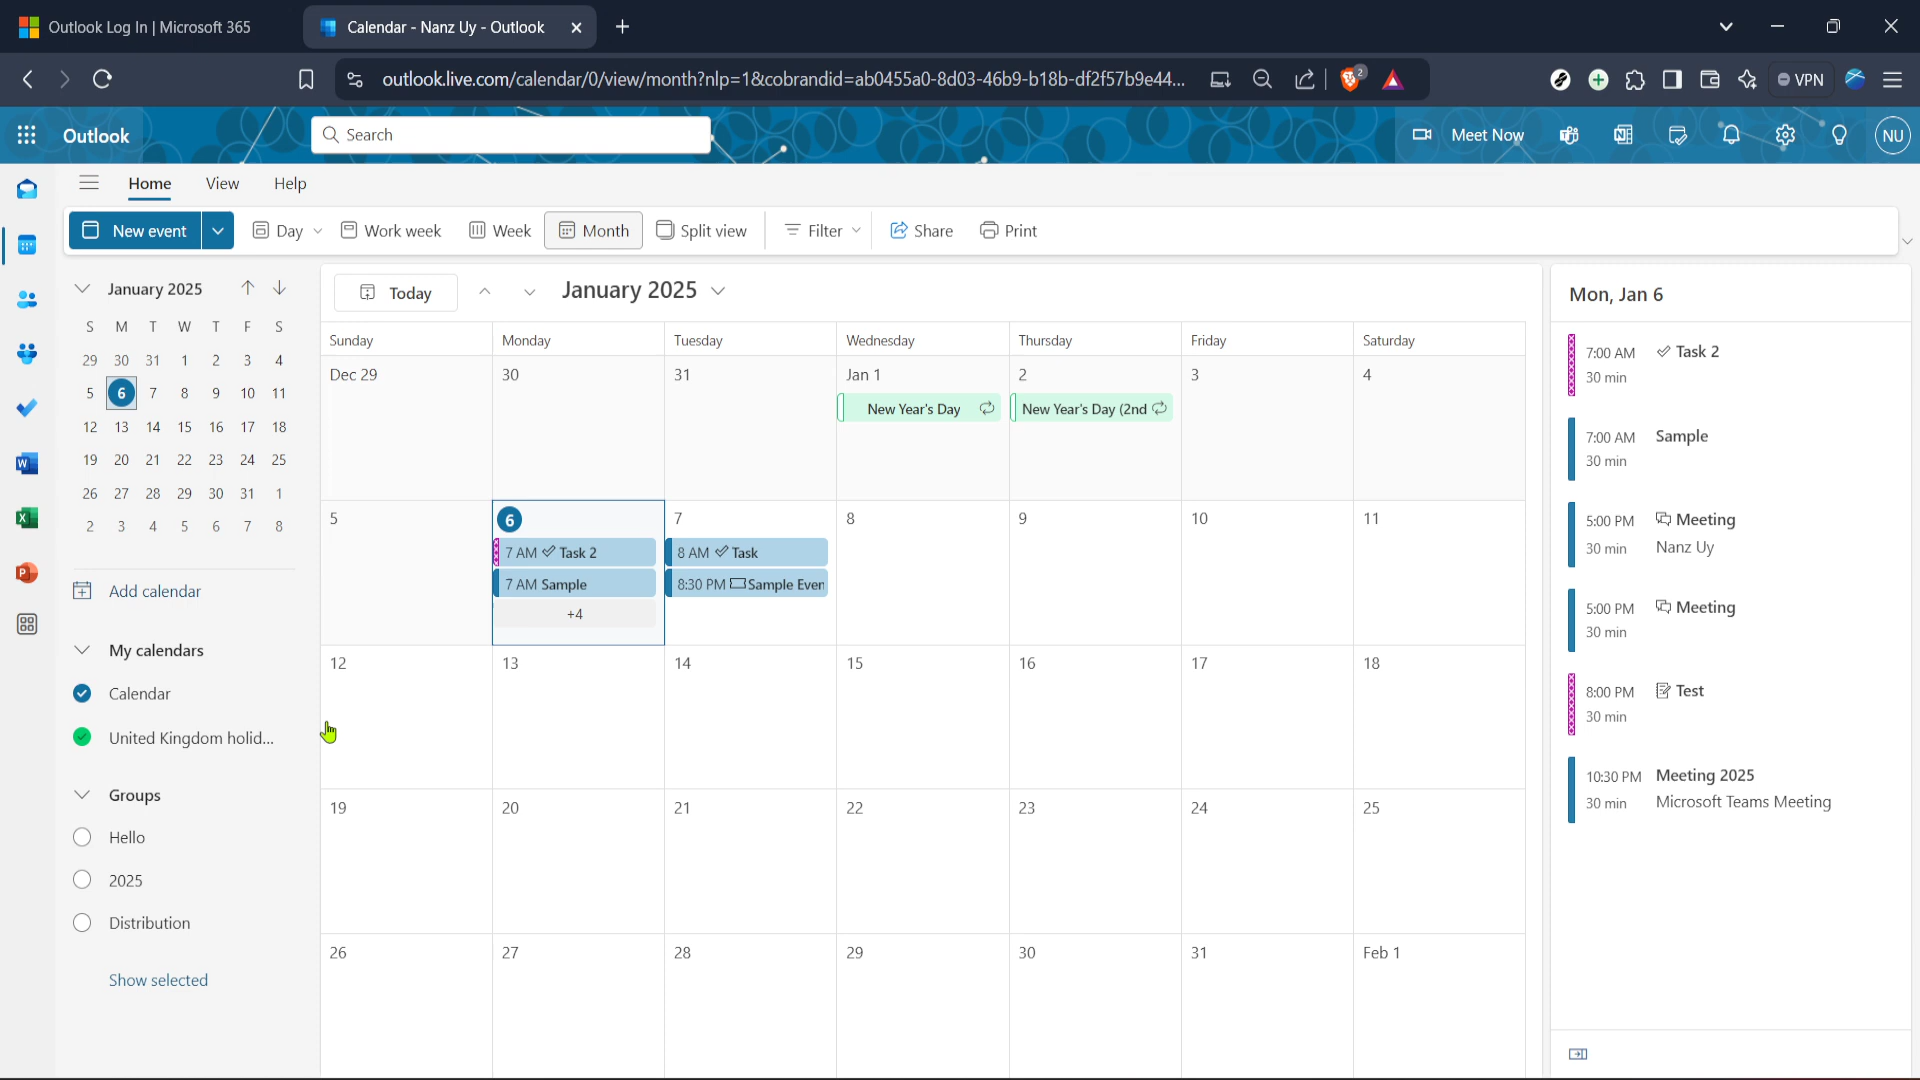 Outlook Log In | Microsoft 365
Calendar - Nanz Uy - Outlook
outlook.live.com/calendar/0/view/month?nlp=1&cobrandid=ab0455a0-8d03-46b9-b18b-df2f57b9e44...
2
VPN
Outlook
Search
Meet Now
NU
Home View Help
New event
Day
Work week
Week
Month
Split view
Filter
Share
Print
January 2025
S M T W T F S
29 30 31 1 2 3 4
5 6 7 8 9 10 11
12 13 14 15 16 17 18
19 20 21 22 23 24 25
26 27 28 29 30 31 1
2 3 4 5 6 7 8
Add calendar
My calendars
Calendar
United Kingdom holid...
Groups
Hello
2025
Distribution
Show selected
Today
January 2025
Sunday Monday Tuesday Wednesday Thursday Friday Saturday
Dec 29 30 31 Jan 1 2 3 4
New Year's Day
New Year's Day (2nd
5 6 7 8 9 10 11
7 AM Task 2
8 AM Task
7 AM Sample
8:30 PM Sample Even
+4
12 13 14 15 16 17 18
19 20 21 22 23 24 25
26 27 28 29 30 31 Feb 1
Mon, Jan 6
7:00 AM Task 2
30 min
7:00 AM Sample
30 min
5:00 PM Meeting
30 min Nanz Uy
5:00 PM Meeting
30 min
8:00 PM Test
30 min
10:30 PM Meeting 2025
30 min Microsoft Teams Meeting